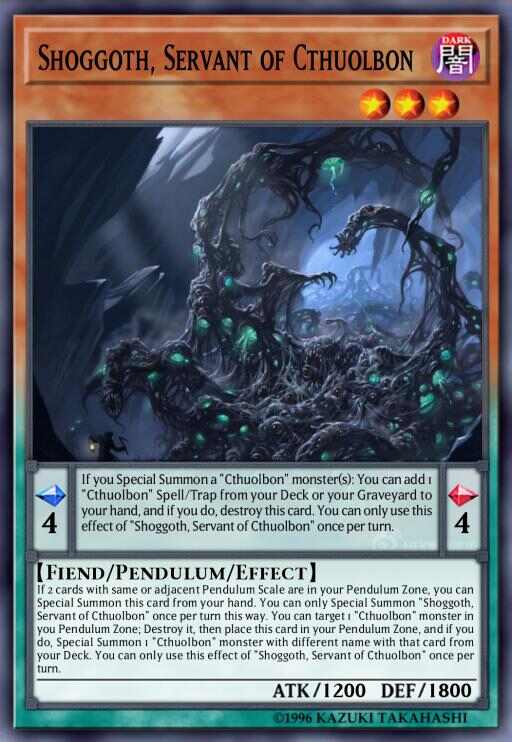 Shoggoth, Servant of Cthuolbon
DARK
闇
If you Special Summon a "Cthuolbon" monster(s): You can add 1
"Cthuolbon" Spell/Trap from your Deck or your Graveyard to
your hand, and if you do, destroy this card. You can only use this
effect of "Shoggoth, Servant of Cthuolbon" once per turn.
4
4
【Fiend/Pendulum/Effect】
If 2 cards with same or adjacent Pendulum Scale are in your Pendulum Zone, you can
Special Summon this card from your hand. You can only Special Summon "Shoggoth,
Servant of Cthuolbon" once per turn this way. You can target 1 "Cthuolbon" monster in
you Pendulum Zone; Destroy it, then place this card in your Pendulum Zone, and if you
do, Special Summon 1 "Cthuolbon" monster with different name with that card from
your Deck. You can only use this effect of "Shoggoth, Servant of Cthuolbon" once per
turn.
ATK/1200 DEF/1800
©1996 KAZUKI TAKAHASHI